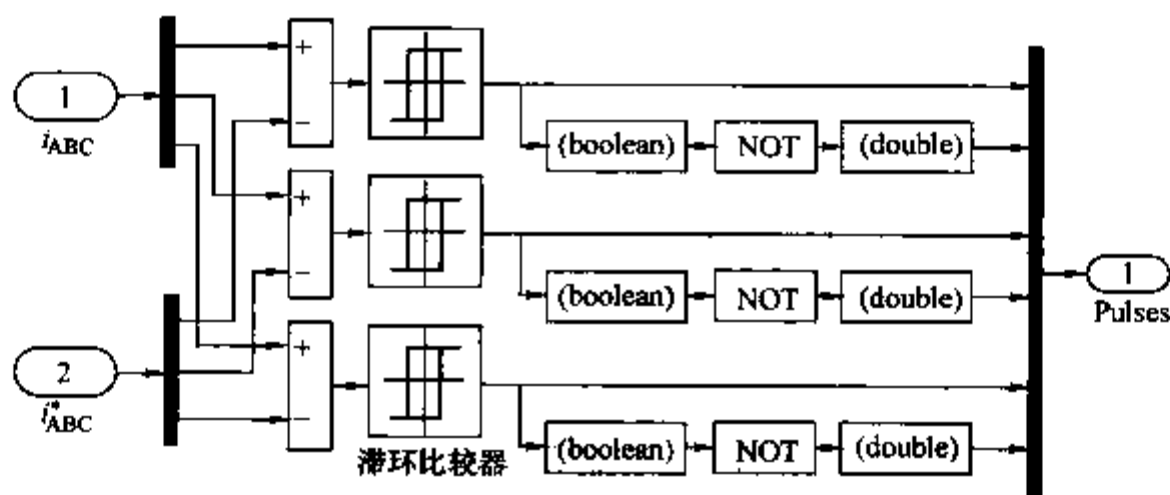 1
i_ABC
+
−
(boolean) NOT (double)
+
−
(boolean) NOT (double)
1
Pulses
2
i*_ABC
+
−
滞环比较器
(boolean) NOT (double)